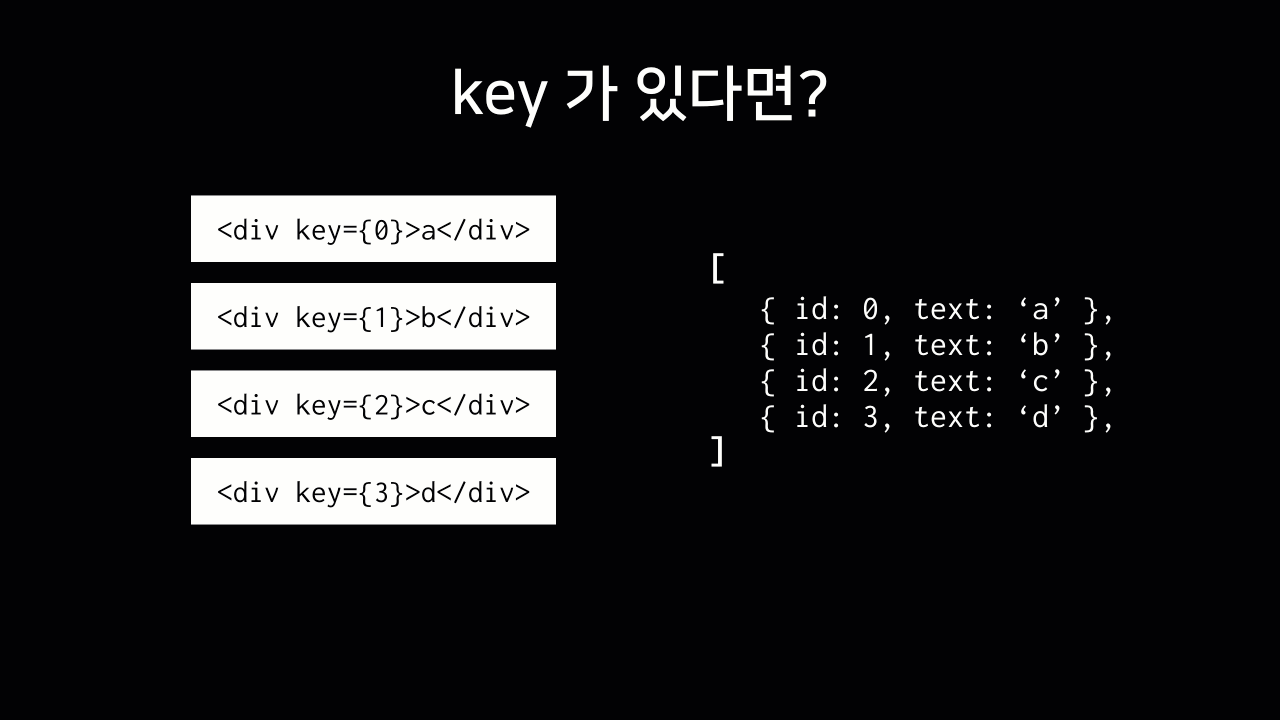 key 가 있다면?
<div key={0}>a</div>
<div key={1}>b</div>
<div key={2}>c</div>
<div key={3}>d</div>
[
{ id: 0, text: ‘a’ },
{ id: 1, text: ‘b’ },
{ id: 2, text: ‘c’ },
{ id: 3, text: ‘d’ },
]